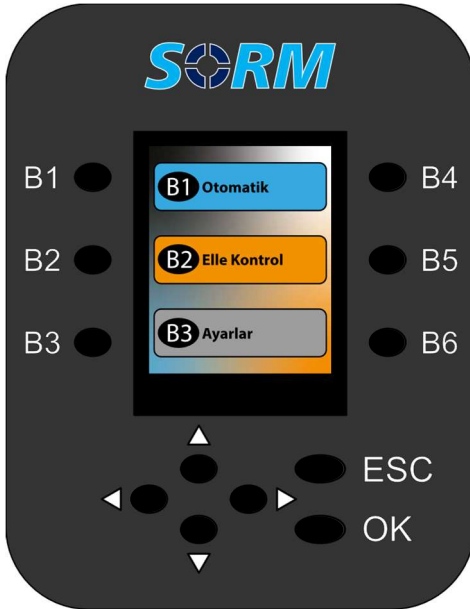 SORM
B1
B2
B3
B1 Otomatik
B2 Elle Kontrol
B3 Ayarlar
B4
B5
B6
ESC
OK